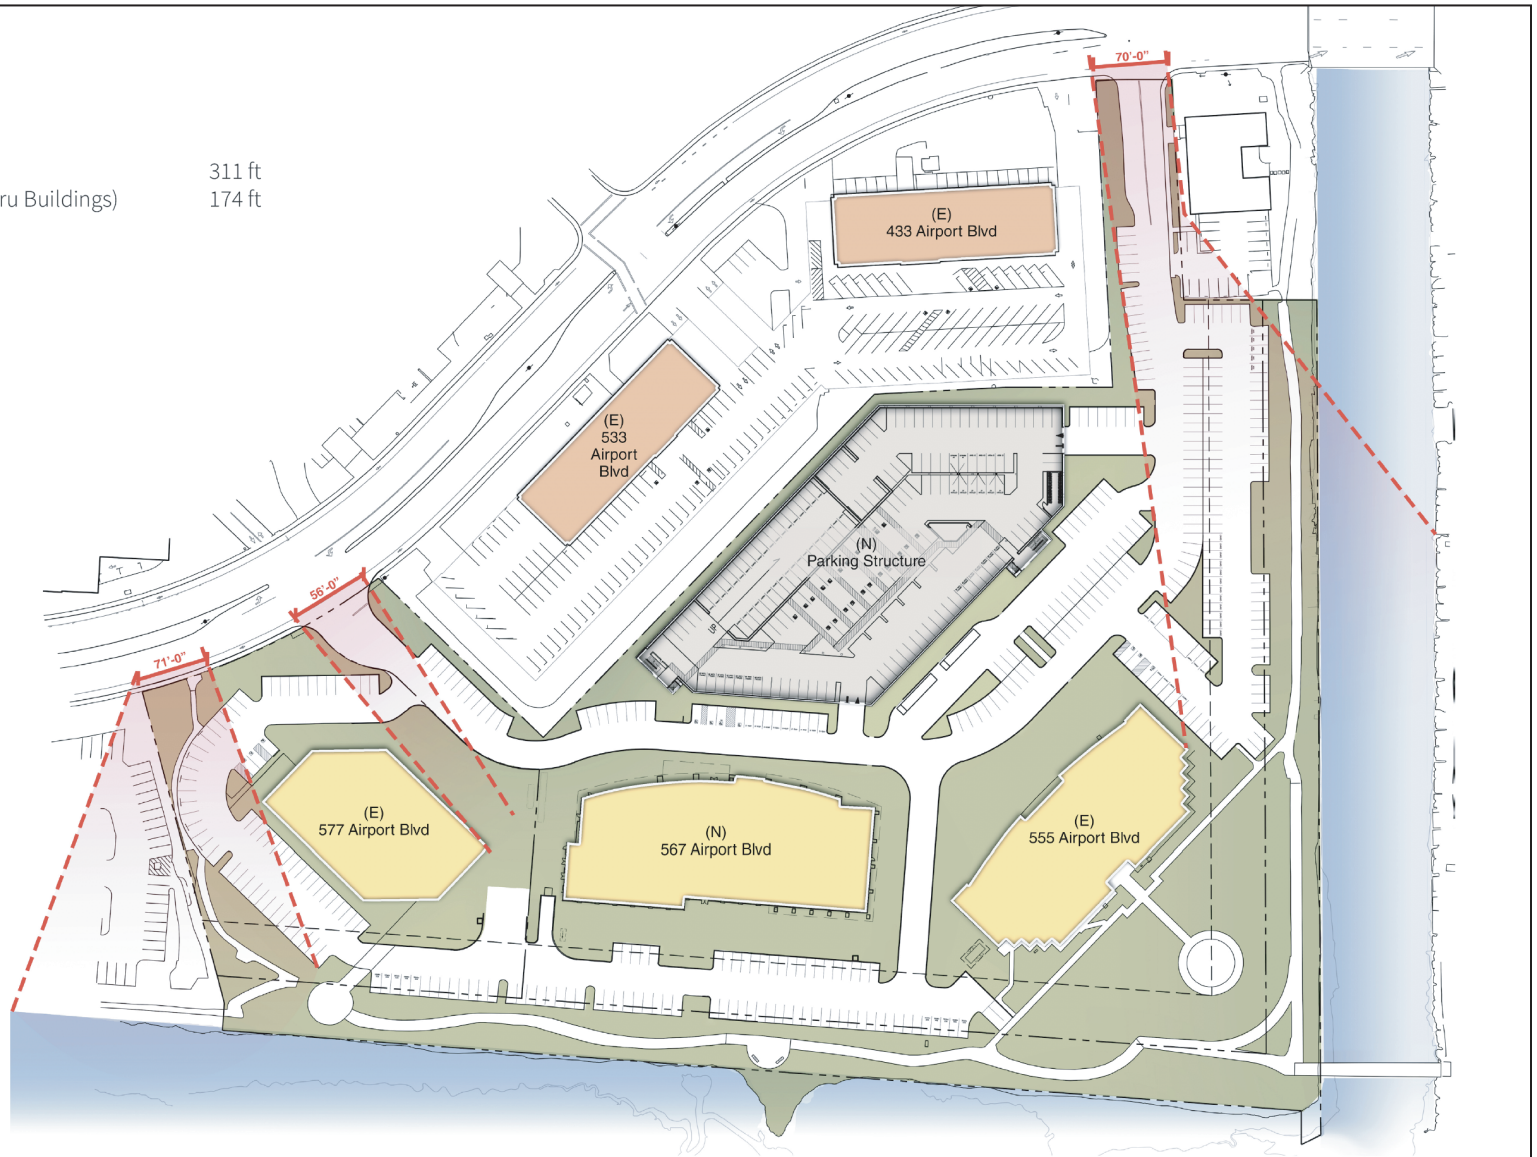 311 ft
ru Buildings) 174 ft
70'-0"
(E)
433 Airport Blvd
(E)
533
Airport
Blvd
(N)
Parking Structure
UP
56'-0"
71'-0"
(E)
577 Airport Blvd
(N)
567 Airport Blvd
(E)
555 Airport Blvd